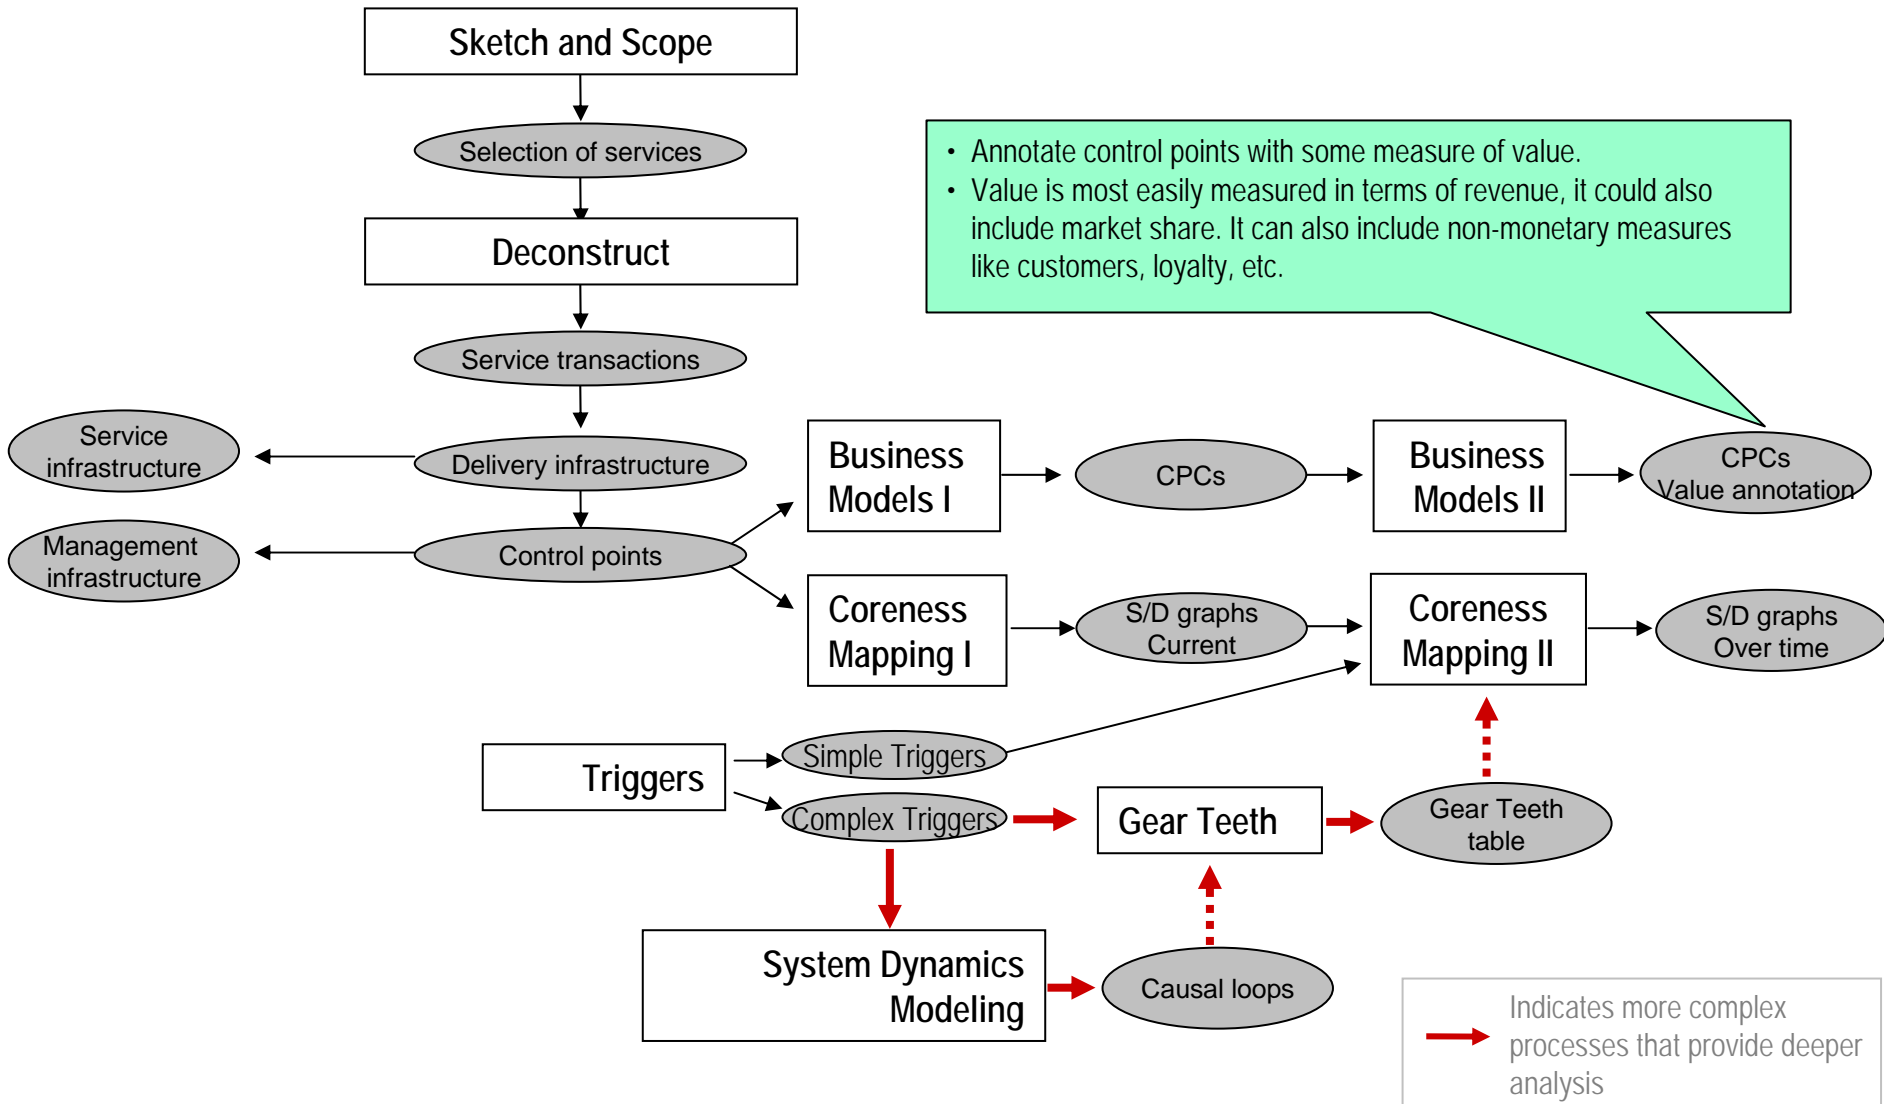 Sketch and Scope
Selection of services
• Annotate control points with some measure of value.
• Value is most easily measured in terms of revenue, it could also
include market share. It can also include non-monetary measures
like customers, loyalty, etc.
Deconstruct
Service transactions
Service
infrastructure
Delivery infrastructure
Business
Models I
CPCs
Business
Models II
CPCs
Value annotation
Management
infrastructure
Control points
Coreness
Mapping I
S/D graphs
Current
Coreness
Mapping II
S/D graphs
Over time
Triggers
Simple Triggers
Complex Triggers
Gear Teeth
Gear Teeth
table
System Dynamics
Modeling
Causal loops
Indicates more complex
processes that provide deeper
analysis